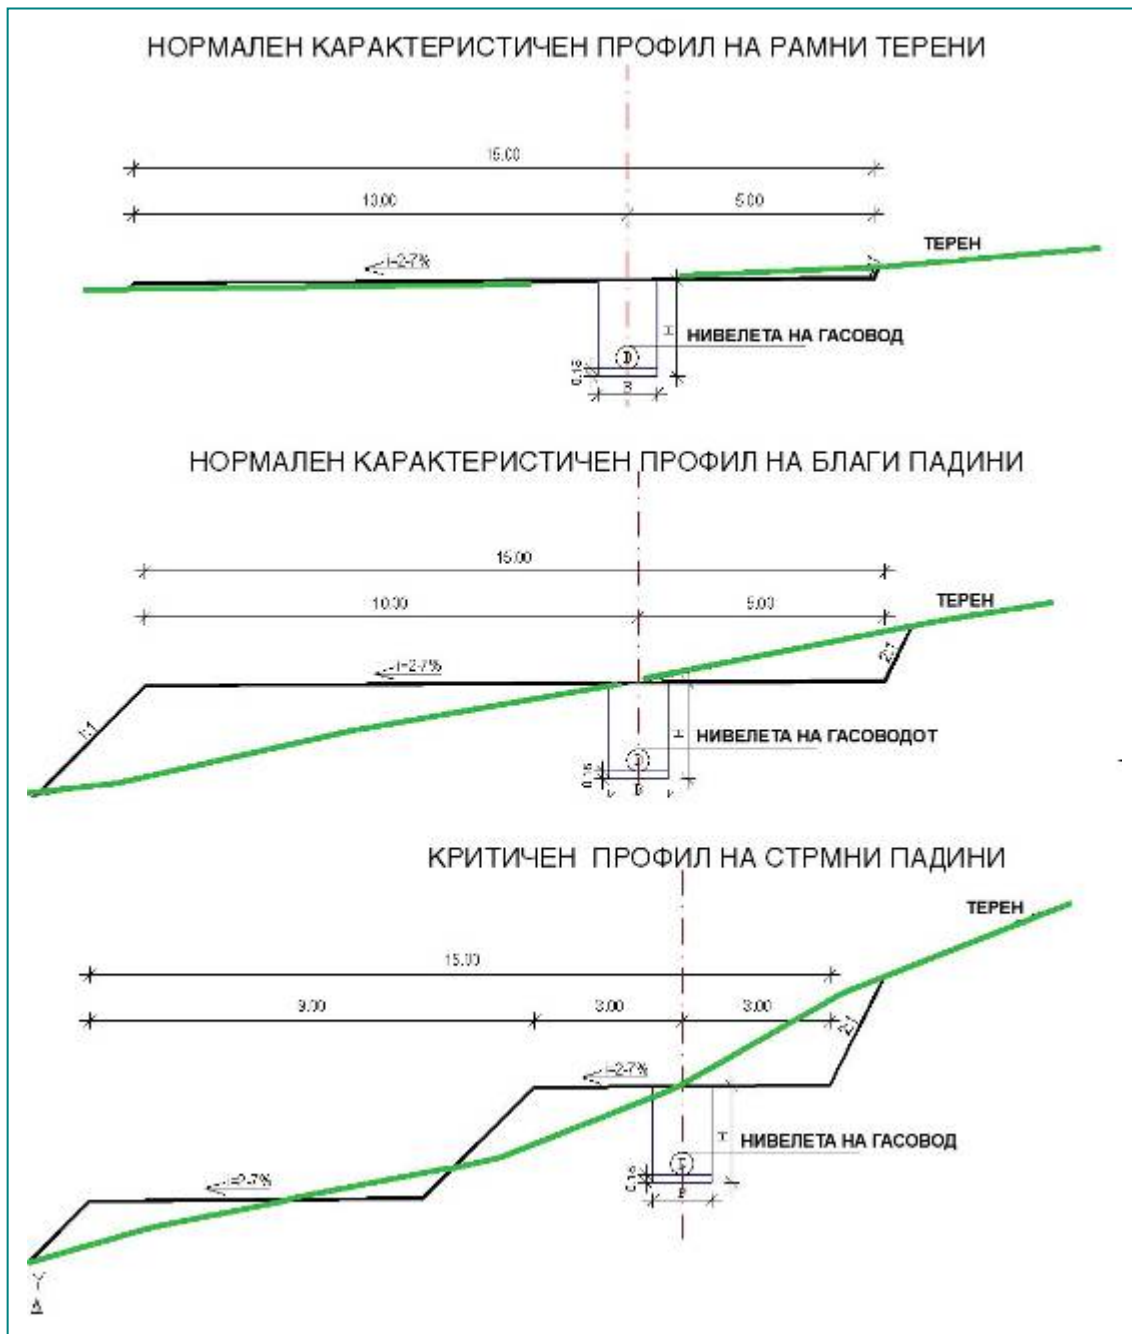 НОРМАЛЕН КАРАКТЕРИСТИЧЕН ПРОФИЛ НА РАМНИ ТЕРЕНИ
15.00
10.00 5.00
ТЕРЕН
i=2-7%
НИВЕЛЕТА НА ГАСОВОД
H
D
0.15
B
НОРМАЛЕН КАРАКТЕРИСТИЧЕН ПРОФИЛ НА БЛАГИ ПАДИНИ
15.00
10.00 5.00
ТЕРЕН
i=2-7%
2:1
1:1
НИВЕЛЕТА НА ГАСОВОДОТ
H
0.15
КРИТИЧЕН ПРОФИЛ НА СТРМНИ ПАДИНИ
ТЕРЕН
15.00
9.00 3.00 3.00
2:1
i=2-7%
НИВЕЛЕТА НА ГАСОВОД
H
0.15
i=2-7%